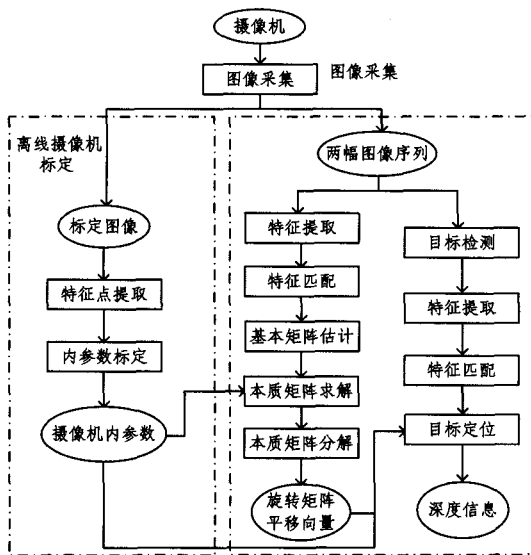 摄像机
图像采集
图像采集
离线摄像机
标定
标定图像
特征点提取
内参数标定
摄像机内参数
两幅图像序列
特征提取
特征匹配
基本矩阵估计
本质矩阵求解
本质矩阵分解
旋转矩阵
平移向量
目标检测
特征提取
特征匹配
目标定位
深度信息